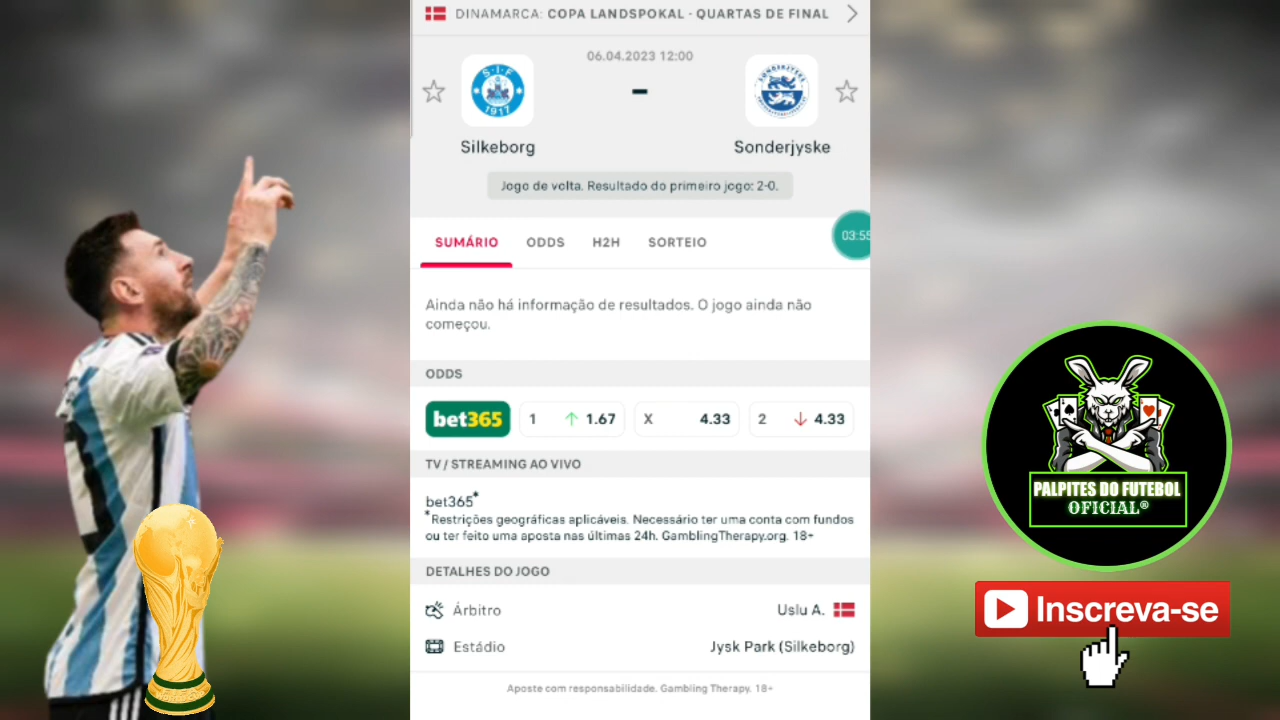 DINAMARCA: COPA LANDSPOKAL - QUARTAS DE FINAL
06.04.2023 12:00
S·I·F
1917
SONDERJYSKE
-
Silkeborg
Sonderjyske
Jogo de volta. Resultado do primeiro jogo: 2-0.
SUMÁRIO ODDS H2H SORTEIO
03:55
Ainda não há informação de resultados. O jogo ainda não
começou.
ODDS
bet365 1 1.67 X 4.33 2 4.33
TV / STREAMING AO VIVO
bet365*
*Restrições geográficas aplicáveis. Necessário ter uma conta com fundos
ou ter feito uma aposta nas últimas 24h. GamblingTherapy.org. 18+
DETALHES DO JOGO
Árbitro Uslu A.
Estádio Jysk Park (Silkeborg)
Aposte com responsabilidade. Gambling Therapy. 18+
PALPITES DO FUTEBOL
OFICIAL®
Inscreva-se